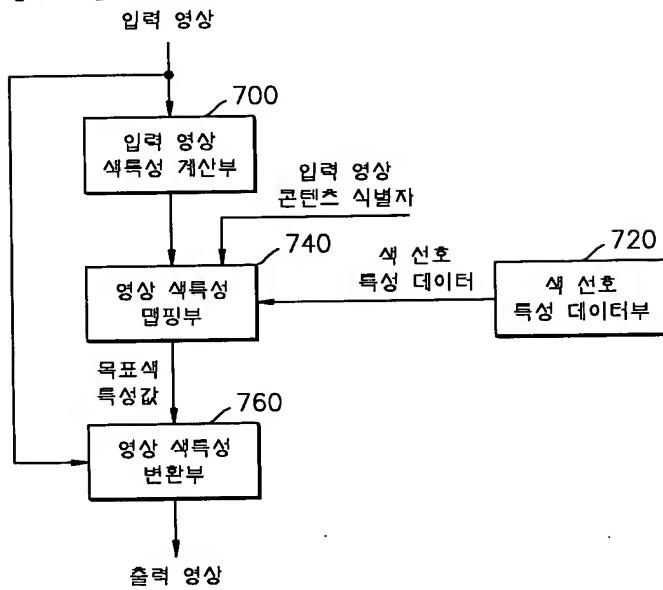 입력 영상
700
입력 영상
색특성 계산부
입력 영상
콘텐츠 식별자
740
영상 색특성
맵핑부
색 선호
특성 데이터
720
색 선호
특성 데이터부
목표색
특성값
760
영상 색특성
변환부
출력 영상